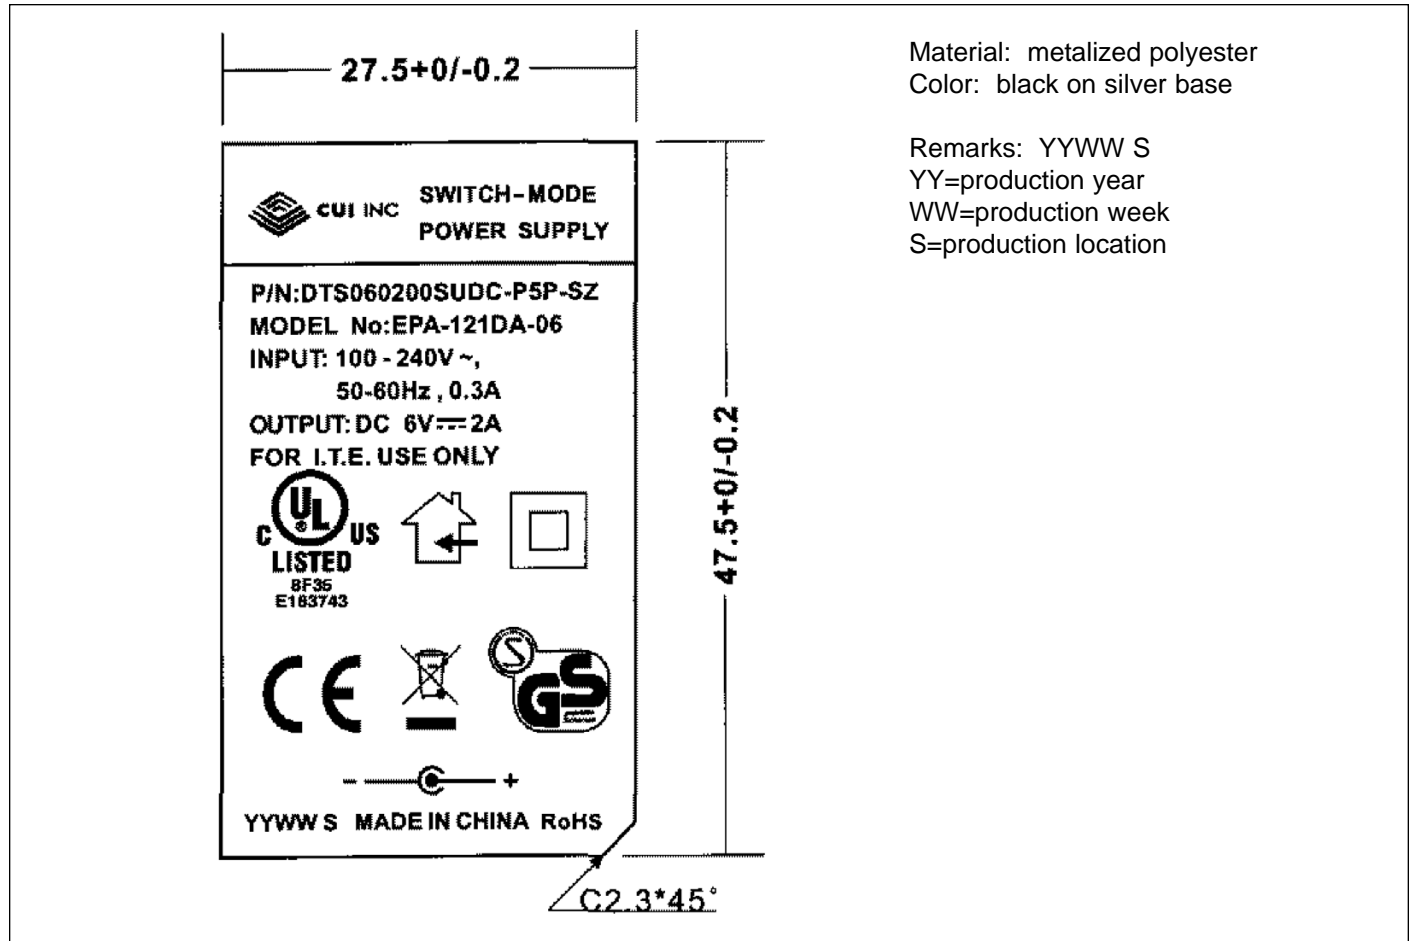 27.5+0/-0.2
Material: metalized polyester
Color: black on silver base
Remarks: YYWW S
YY=production year
WW=production week
S=production location
CUI INC
SWITCH-MODE
POWER SUPPLY
P/N:DTS060200SUDC-P5P-SZ
MODEL No:EPA-121DA-06
INPUT: 100 - 240V ~,
50-60Hz , 0.3A
OUTPUT: DC 6V⎓2A
FOR I.T.E. USE ONLY
C UL ® US
LISTED
8F35
E183743
CE
S
GS
- +
YYWW S MADE IN CHINA RoHS
47.5+0/-0.2
C2.3*45°